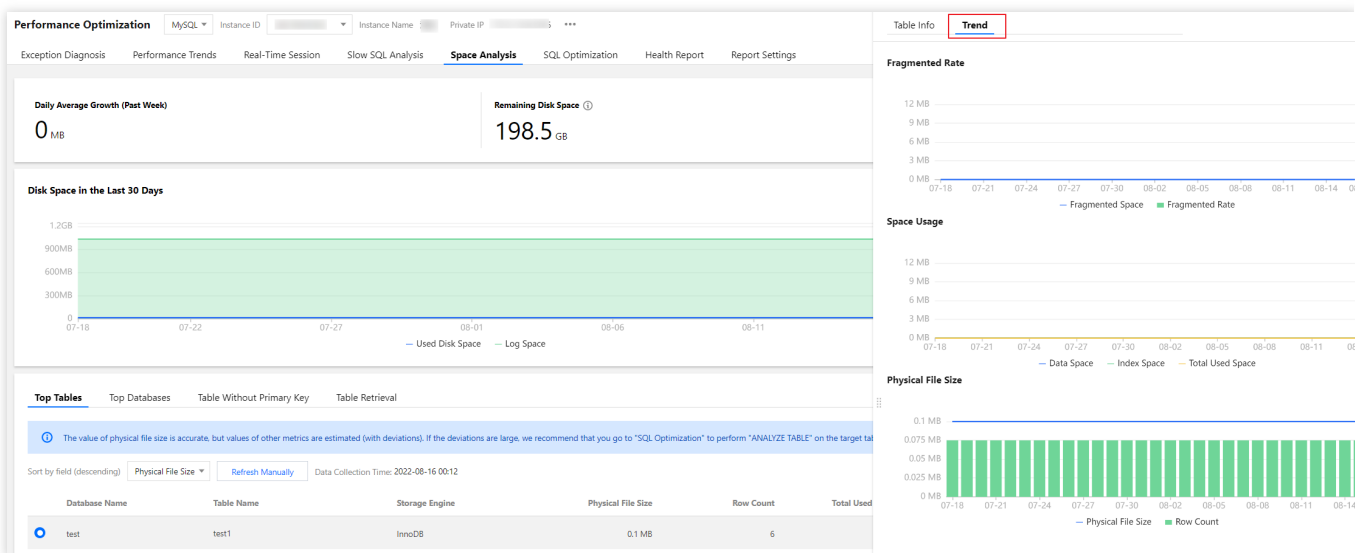 Performance Optimization MySQL Instance ID Instance Name Private IP
Exception Diagnosis Performance Trends Real-Time Session Slow SQL Analysis Space Analysis SQL Optimization Health Report Report Settings
Daily Average Growth (Past Week)
0 MB
Remaining Disk Space
198.5 GB
Disk Space in the Last 30 Days
1.2GB
900MB
600MB
300MB
0
07-18 07-22 07-27 08-01 08-06 08-11
Used Disk Space Log Space
Top Tables Top Databases Table Without Primary Key Table Retrieval
The value of physical file size is accurate, but values of other metrics are estimated (with deviations). If the deviations are large, we recommend that you go to "SQL Optimization" to perform "ANALYZE TABLE" on the target
Sort by field (descending) Physical File Size Refresh Manually Data Collection Time: 2022-08-16 00:12
Database Name Table Name Storage Engine Physical File Size Row Count Total Used
test test1 InnoDB 0.1 MB 6
Table Info Trend
Fragmented Rate
12 MB
9 MB
6 MB
3 MB
0 MB
07-18 07-21 07-24 07-27 07-30 08-02 08-05 08-08 08-11 08-14
Fragmented Space Fragmented Rate
Space Usage
12 MB
9 MB
6 MB
3 MB
0 MB
07-18 07-21 07-24 07-27 07-30 08-02 08-05 08-08 08-11
Data Space Index Space Total Used Space
Physical File Size
0.1 MB
0.075 MB
0.05 MB
0.025 MB
0 MB
07-18 07-21 07-24 07-27 07-30 08-02 08-05 08-08 08-11 08-14
Physical File Size Row Count